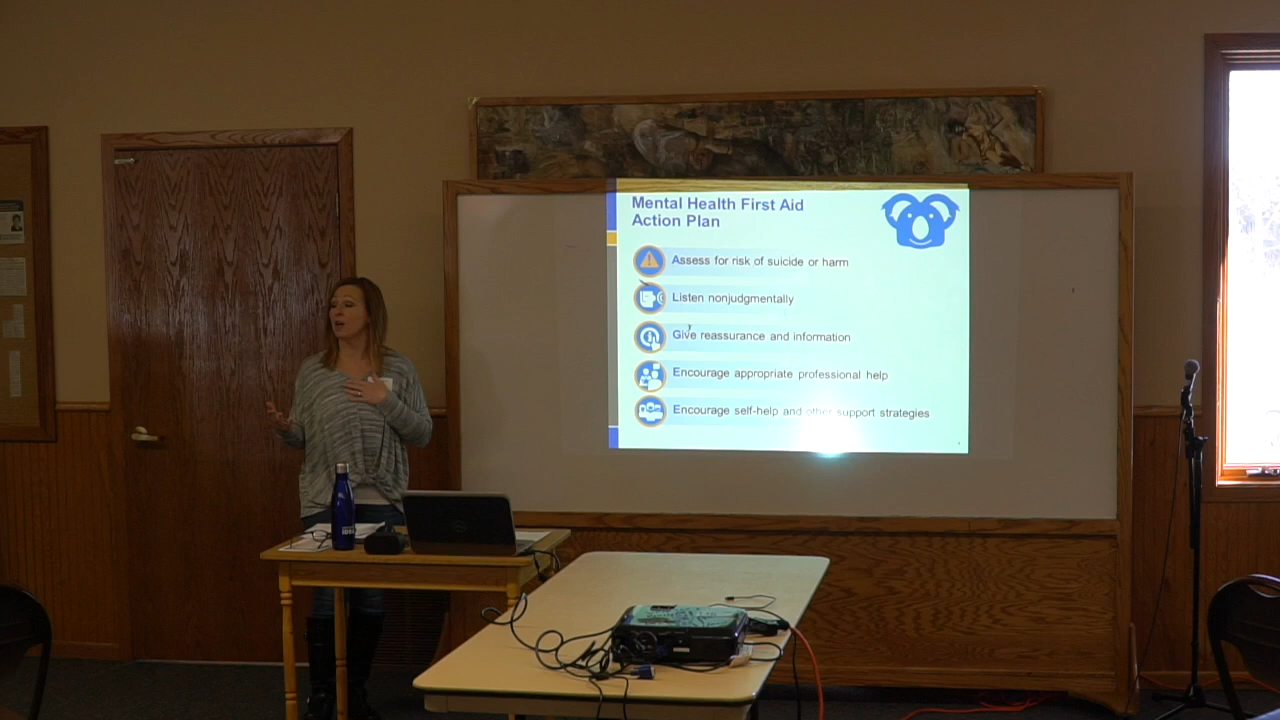 Mental Health First Aid
Action Plan
Assess for risk of suicide or harm
Listen nonjudgmentally
Give reassurance and information
Encourage appropriate professional help
Encourage self-help and other support strategies